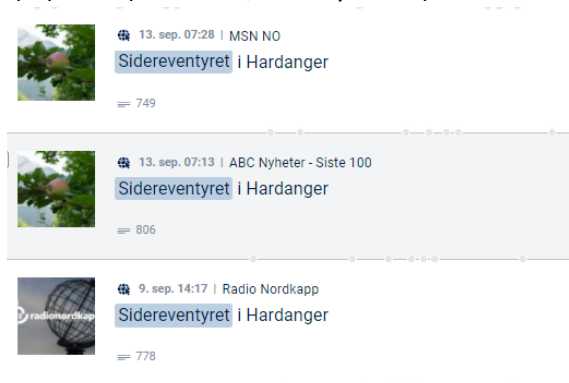 13. sep. 07:28 | MSN NO
Sidereventyret i Hardanger
749
13. sep. 07:13 | ABC Nyheter - Siste 100
Sidereventyret i Hardanger
806
9. sep. 14:17 | Radio Nordkapp
radionordkap
Sidereventyret i Hardanger
778